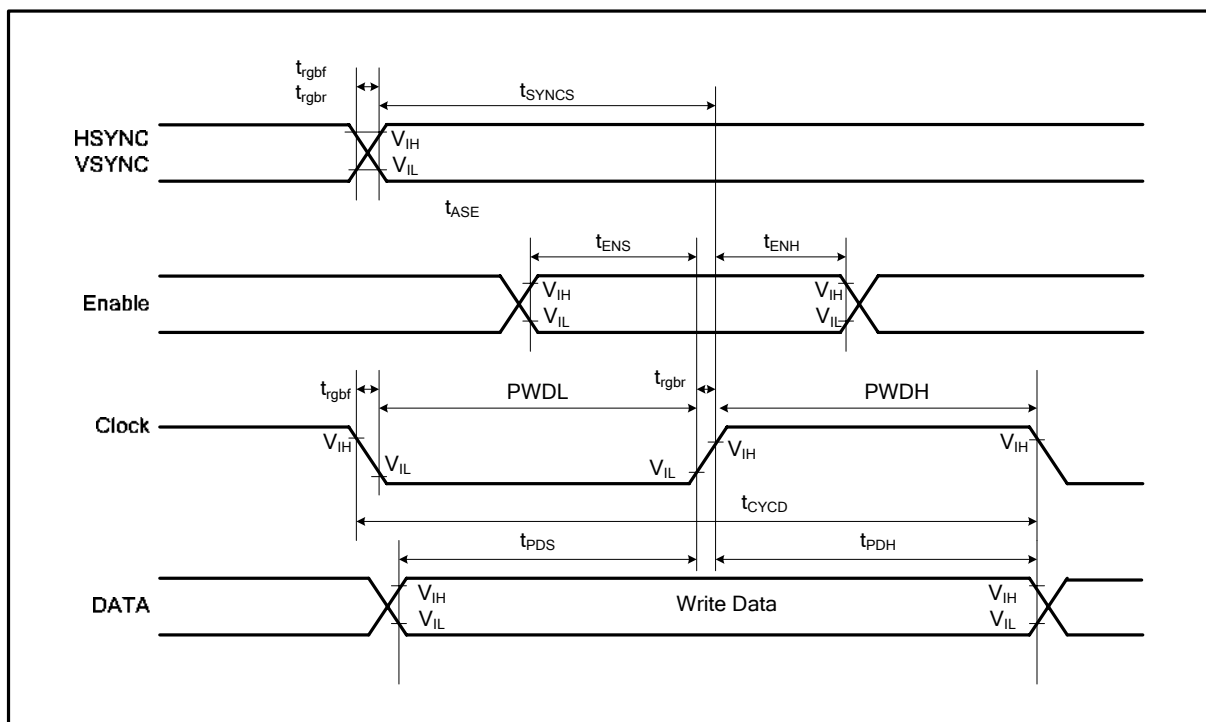 trgbf
trgbr
tSYNCS
HSYNC
VSYNC
VIH
VIL
tASE
tENS
tENH
Enable
VIH
VIL
VIH
VIL
trgbf
PWDL
trgbr
PWDH
Clock
VIH
VIL
VIL
VIH
VIH
tCYCD
tPDS
tPDH
DATA
VIH
VIL
Write Data
VIH
VIL